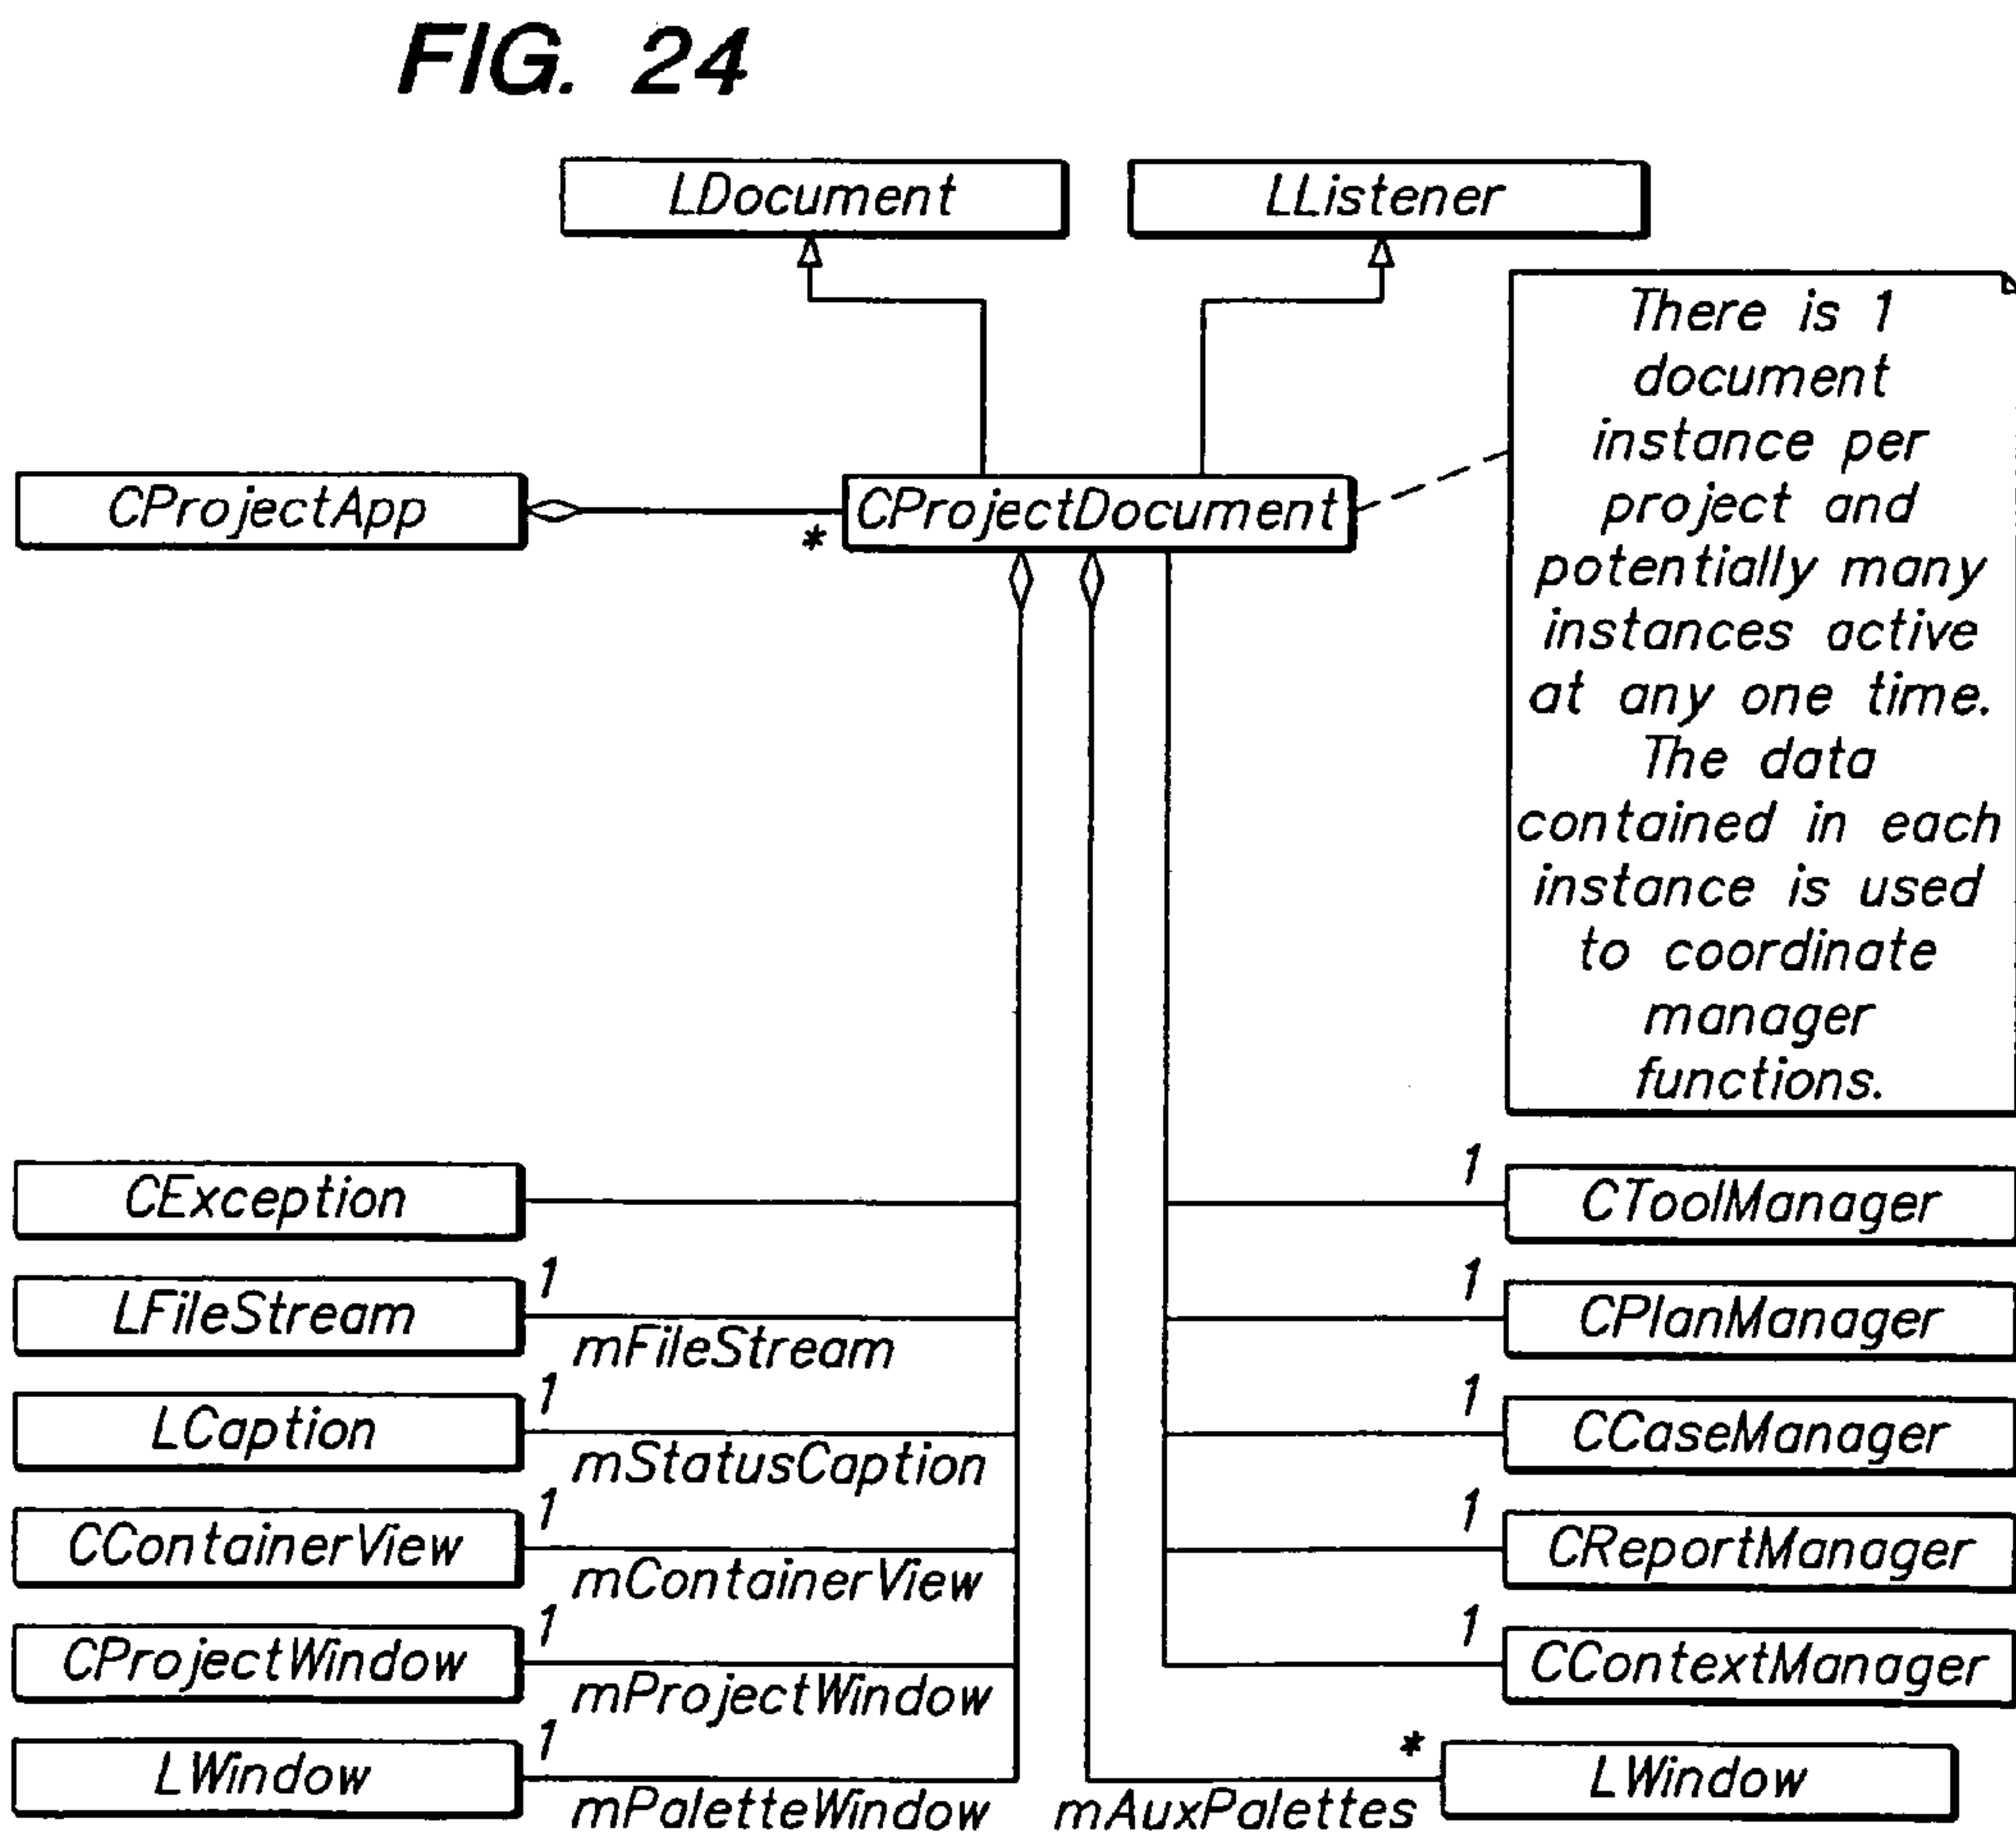 FIG. 24
LDocument
LListener
There is 1
document
instance per
project and
potentially many
instances active
at any one time.
The data
contained in each
instance is used
to coordinate
manager
functions.
CProjectApp
*
CProjectDocument
CException
1
CToolManager
LFileStream
1
mFileStream
1
CPlanManager
LCaption
1
mStatusCaption
1
CCaseManager
CContainerView
1
mContainerView
1
CReportManager
CProjectWindow
1
mProjectWindow
1
CContextManager
LWindow
1
mPaletteWindow
mAuxPalettes
*
LWindow